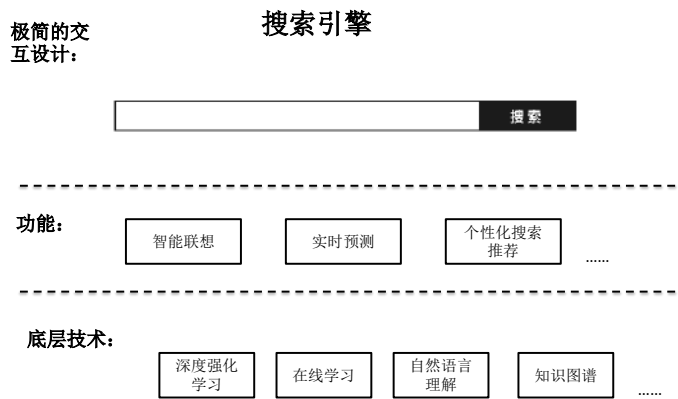 搜索引擎
极简的交
互设计：
搜索
功能：
智能联想
实时预测
个性化搜索
推荐
……
底层技术：
深度强化
学习
在线学习
自然语言
理解
知识图谱
……